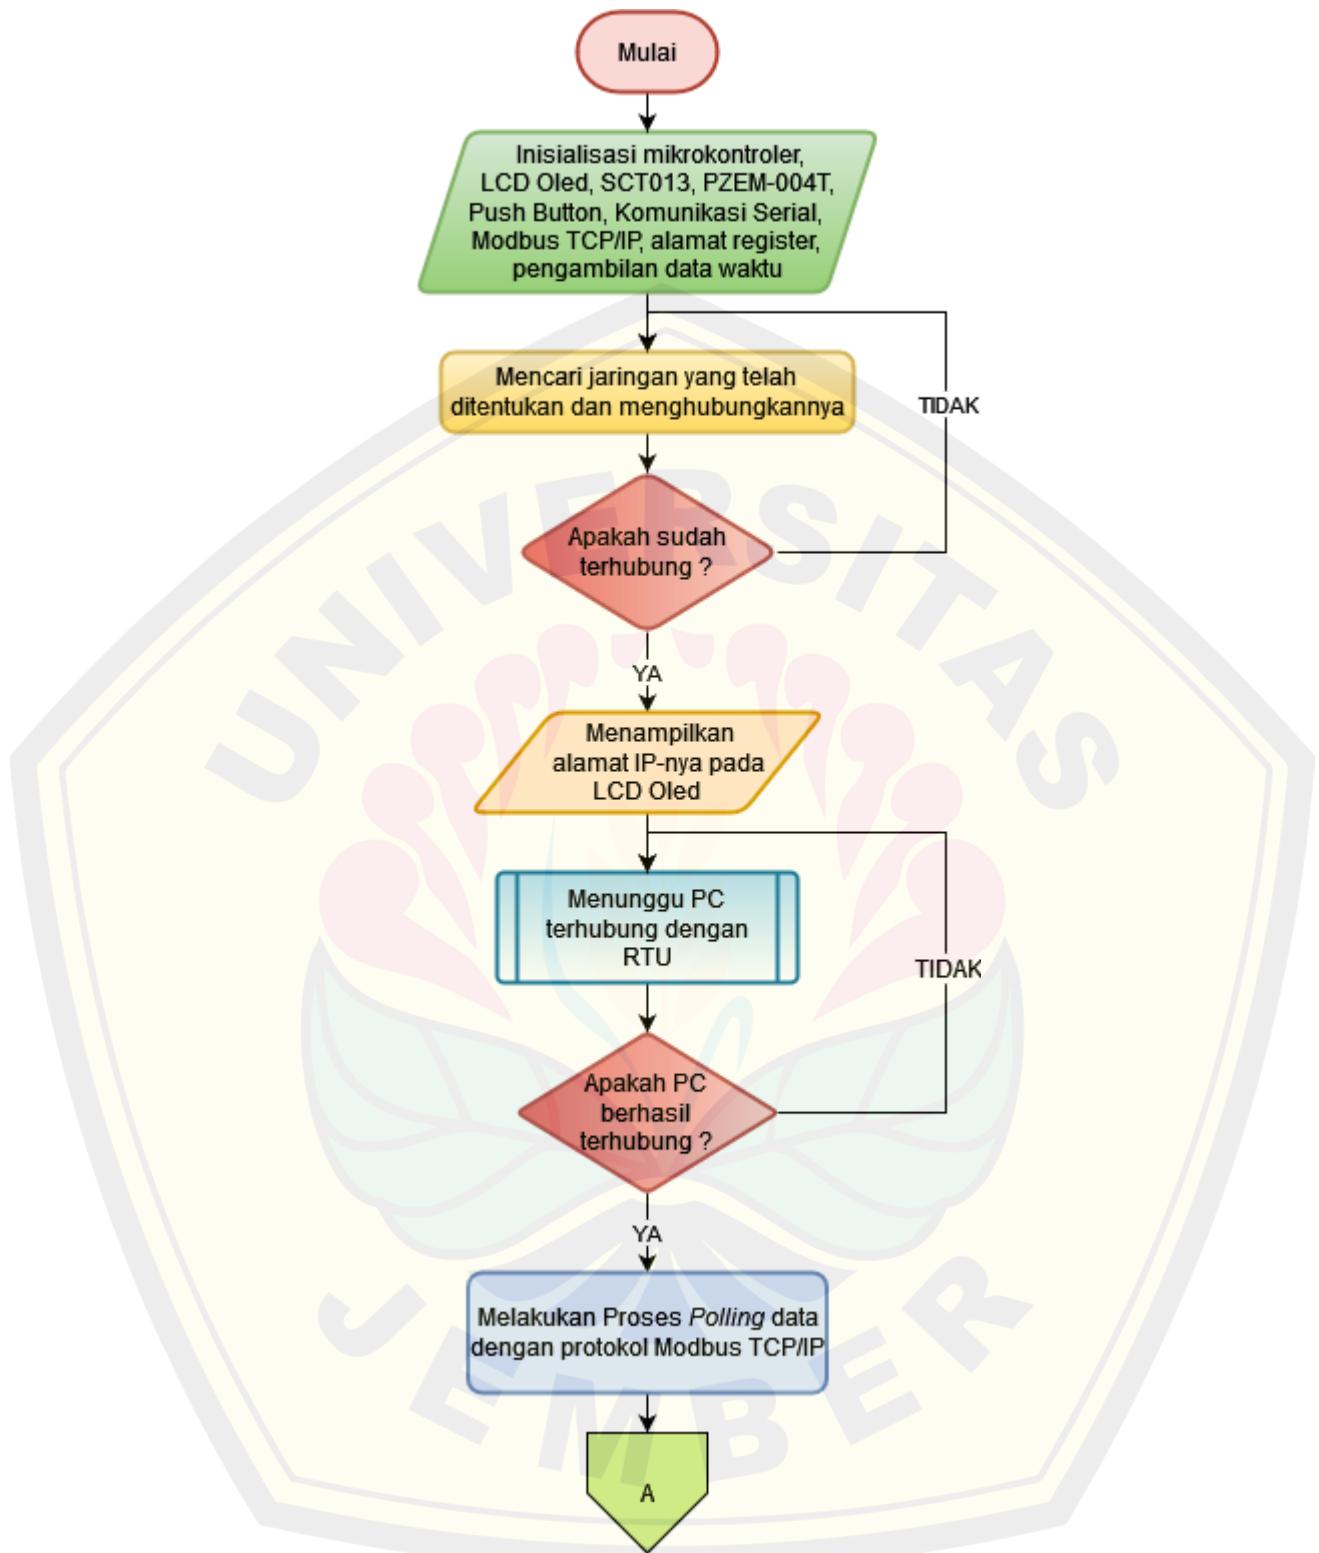 Mulai
Inisialisasi mikrokontroler,
LCD Oled, SCT013, PZEM-004T,
Push Button, Komunikasi Serial,
Modbus TCP/IP, alamat register,
pengambilan data waktu
Mencari jaringan yang telah
ditentukan dan menghubungkannya
TIDAK
Apakah sudah
terhubung ?
YA
Menampilkan
alamat IP-nya pada
LCD Oled
Menunggu PC
terhubung dengan
RTU
TIDAK
Apakah PC
berhasil
terhubung ?
YA
Melakukan Proses Polling data
dengan protokol Modbus TCP/IP
A
UNIVERSITAS
JEMBER